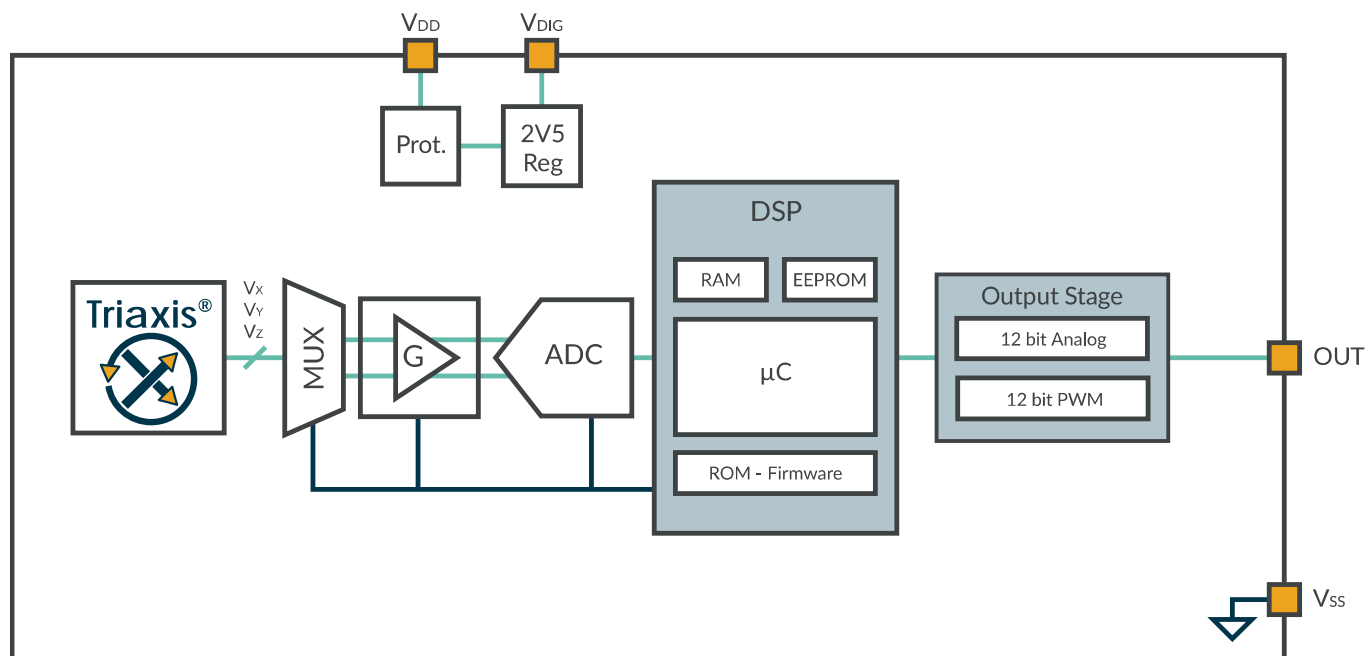 VDD
VDIG
Prot.
2V5
Reg
DSP
RAM
EEPROM
Triaxis®
VX
VY
VZ
MUX
G
ADC
µC
Output Stage
12 bit Analog
12 bit PWM
OUT
ROM - Firmware
VSS